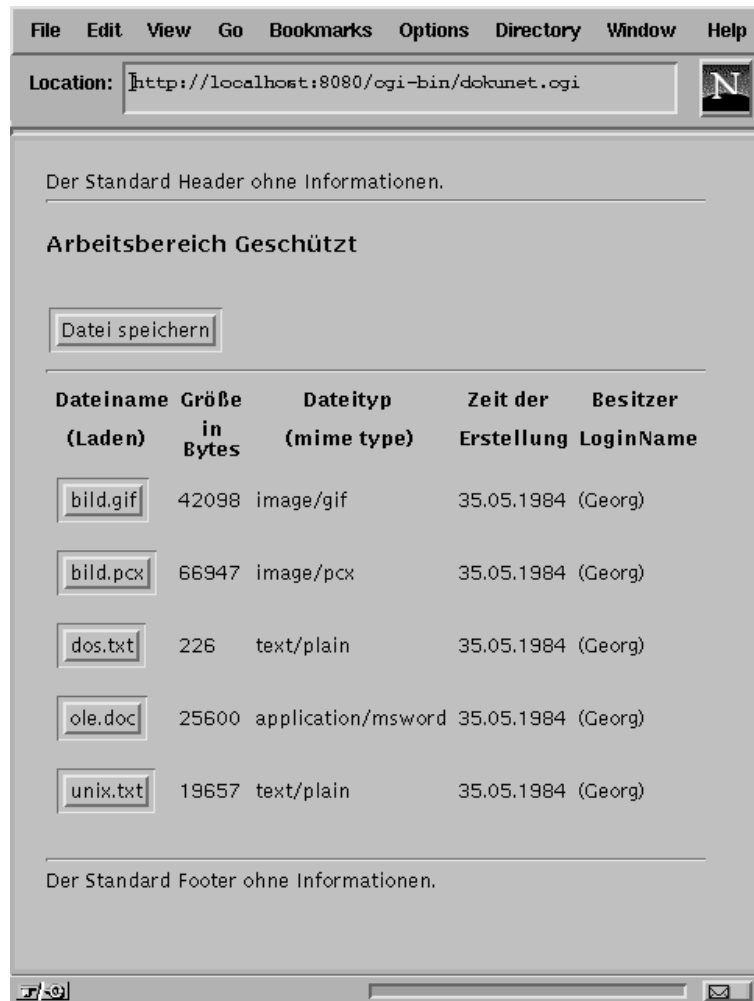 File Edit View Go Bookmarks Options Directory Window Help
Location: http://localhost:8080/cgi-bin/dokunet.cgi
N
Der Standard Header ohne Informationen.
Arbeitsbereich Geschützt
Datei speichern
Dateiname Größe Dateityp Zeit der Besitzer
(Laden) in Bytes (mime type) Erstellung LoginName
bild.gif 42098 image/gif 35.05.1984 (Georg)
bild.pcx 66947 image/pcx 35.05.1984 (Georg)
dos.txt 226 text/plain 35.05.1984 (Georg)
ole.doc 25600 application/msword 35.05.1984 (Georg)
unix.txt 19657 text/plain 35.05.1984 (Georg)
Der Standard Footer ohne Informationen.